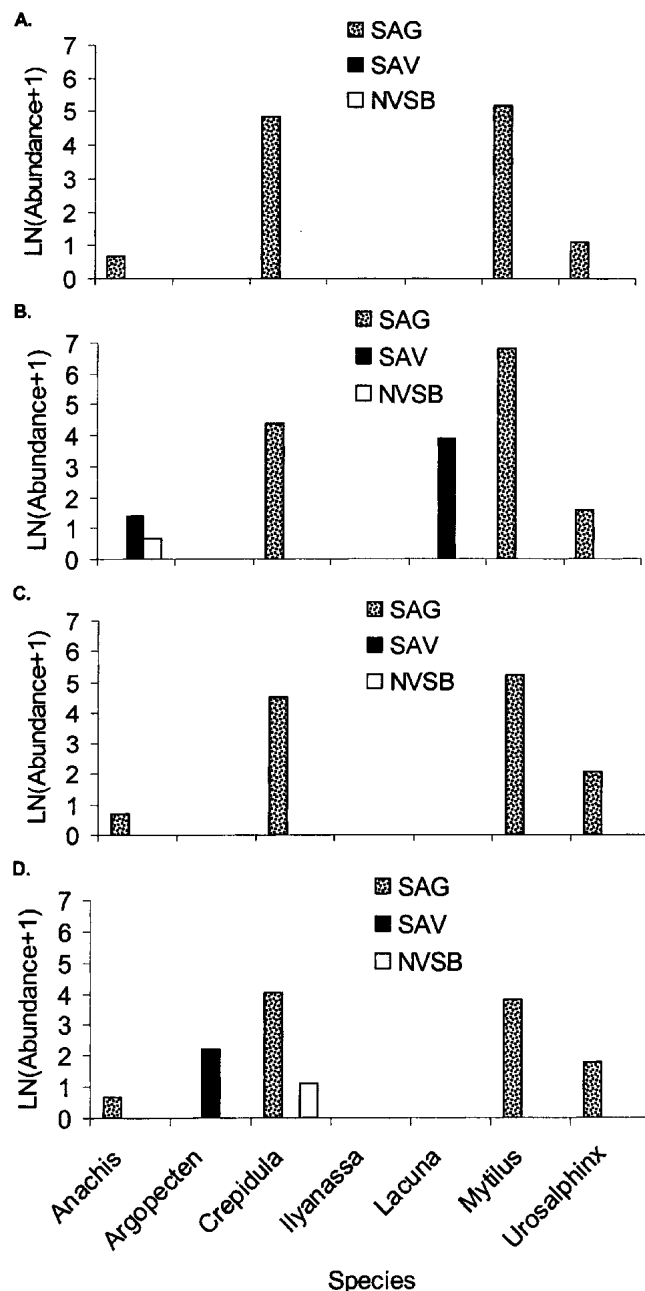 A.
SAG
SAV
NVSB
7
6
5
4
3
2
1
0
LN(Abundance+1)
B.
SAG
SAV
NVSB
7
6
5
4
3
2
1
0
LN(Abundance+1)
C.
SAG
SAV
NVSB
7
6
5
4
3
2
1
0
LN(Abundance+1)
D.
SAG
SAV
NVSB
7
6
5
4
3
2
1
0
LN(Abundance+1)
Anachis
Argopecten
Crepidula
Ilyanassa
Lacuna
Mytilus
Urosalphinx
Species